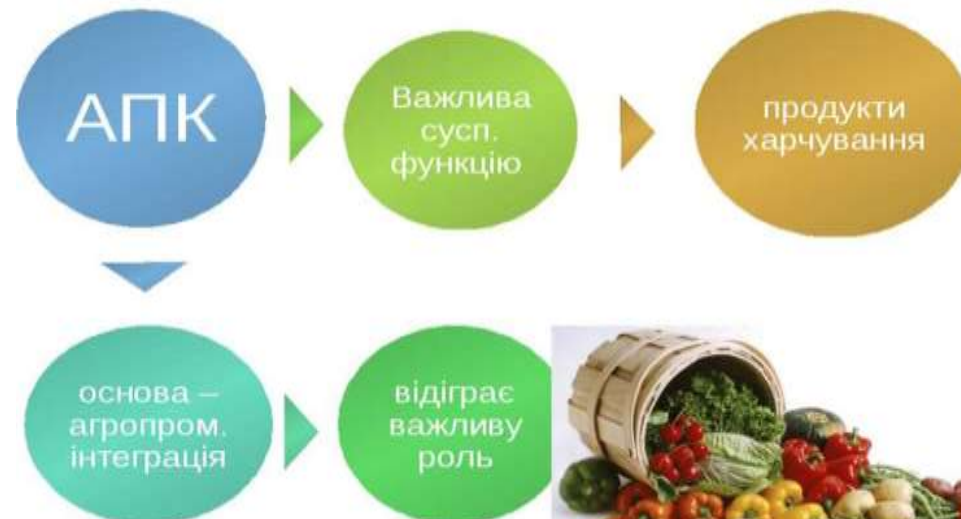 АПК
Важлива
сусп.
функцію
продукти
харчування
основа –
агропром.
інтеграція
відіграє
важливу
роль